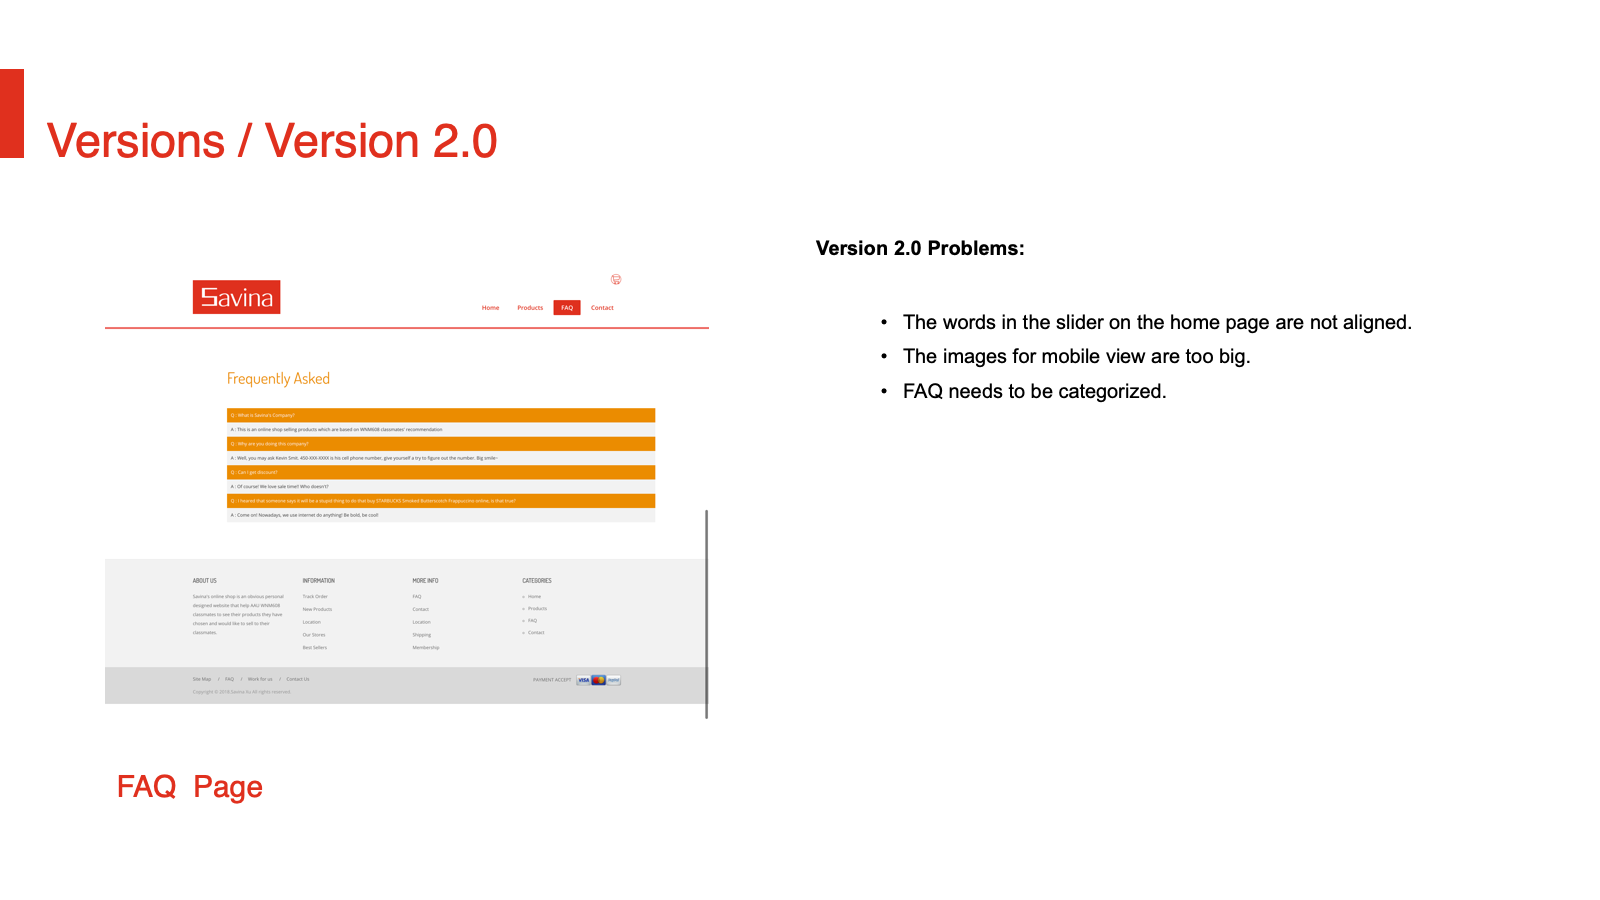 Versions / Version 2.0
Savina
Home Products FAQ Contact
Frequently Asked
Q : What is Savina's Company?
A : This is an online shop selling products which are based on WNM608 classmates' recommendation
Q : Why are you doing this company?
A : Well, you may ask Kevin Smit. 450-XXX-XXXX is his cell phone number, give yourself a try to figure out the number. Big smile~
Q : Can I get discount?
A : Of course! We love sale time!! Who doesn't?
Q : I heared that someone says it will be a stupid thing to do that buy STARBUCKS Smoked Butterscotch Frappuccino online, is that true?
A : Come on! Nowadays, we use internet do anything! Be bold, be cool!
ABOUT US
Savina's online shop is an obvious personal
designed website that help AAU WNM608
classmates to see their products they have
chosen and would like to sell to their
classmates.
INFORMATION
Track Order
New Products
Location
Our Stores
Best Sellers
MORE INFO
FAQ
Contact
Location
Shipping
Membership
CATEGORIES
Home
Products
FAQ
Contact
Site Map / FAQ / Work for us / Contact Us
Copyright © 2018 Savina Xu All rights reserved.
PAYMENT ACCEPT VISA
FAQ Page
Version 2.0 Problems:
• The words in the slider on the home page are not aligned.
• The images for mobile view are too big.
• FAQ needs to be categorized.